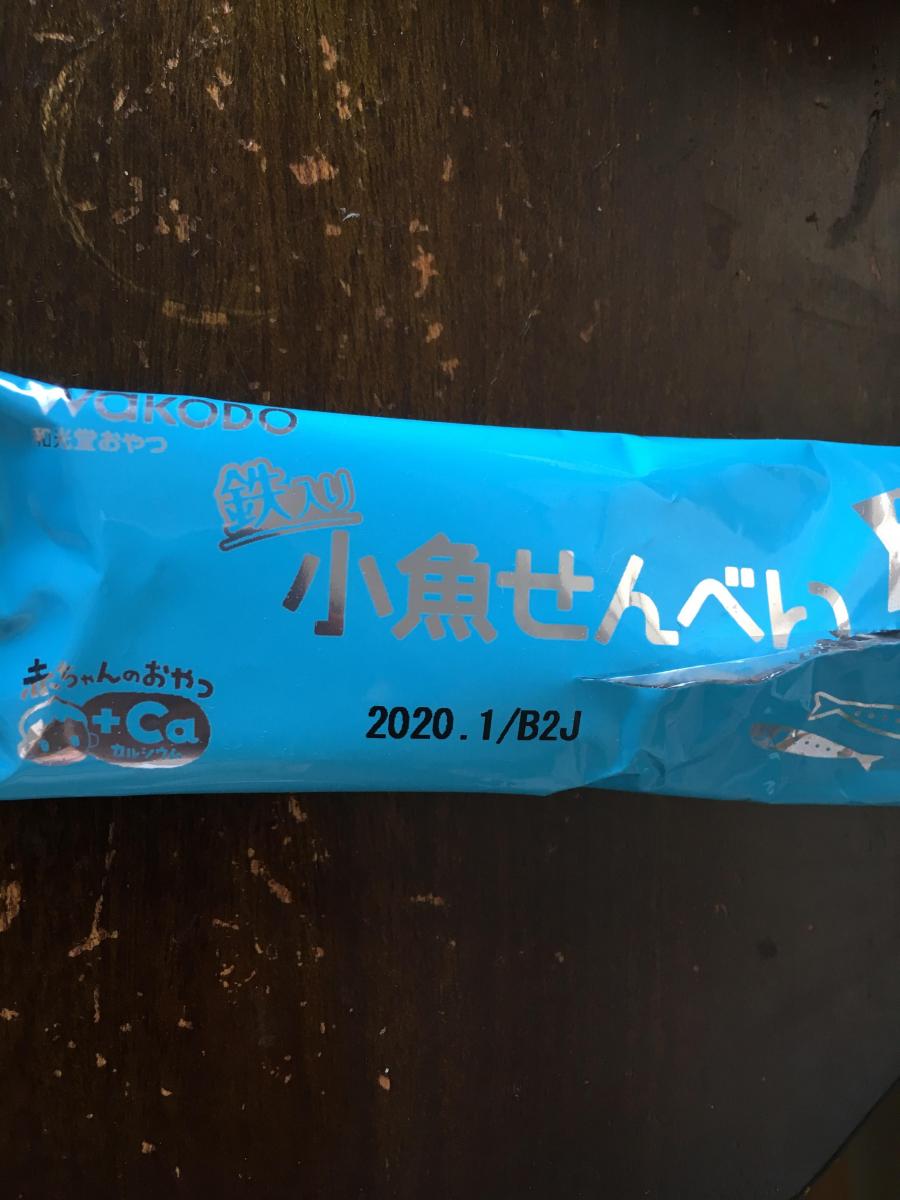 wakodo
和光堂おやつ
鉄入り
小魚せんべい
赤ちゃんのおやつ
+Ca
カルシウム
2020.1/B2J